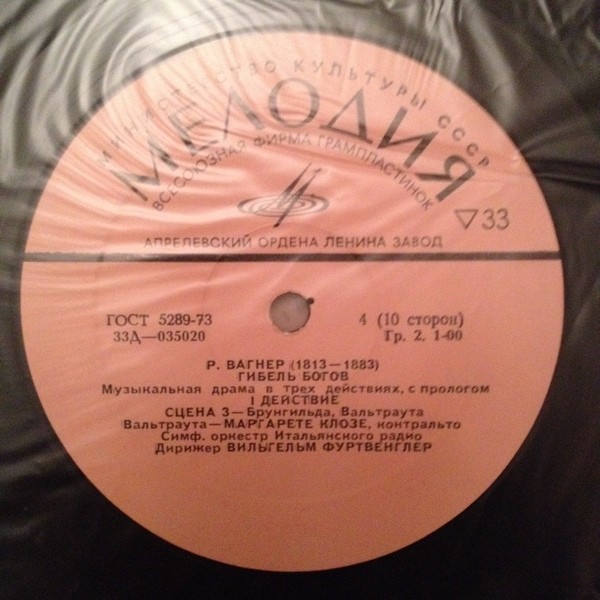 МИНИСТЕРСТВО КУЛЬТУРЫ СССР
МЕЛОДИЯ
ВСЕСОЮЗНАЯ ФИРМА ГРАМПЛАСТИНОК
▽33
АПРЕЛЕВСКИЙ ОРДЕНА ЛЕНИНА ЗАВОД
ГОСТ 5289-73
4 (10 сторон)
33Д—035020
Гр. 2. 1-00
Р. ВАГНЕР (1813—1883)
ГИБЕЛЬ БОГОВ
Музыкальная драма в трех действиях, с прологом
I ДЕЙСТВИЕ
СЦЕНА 3—Брунгильда, Вальтраута
Вальтраута—МАРГАРЕТЕ КЛОЗЕ, контральто
Симф. оркестр Итальянского радио
Дирижер ВИЛЬГЕЛЬМ ФУРТВЕНГЛЕР